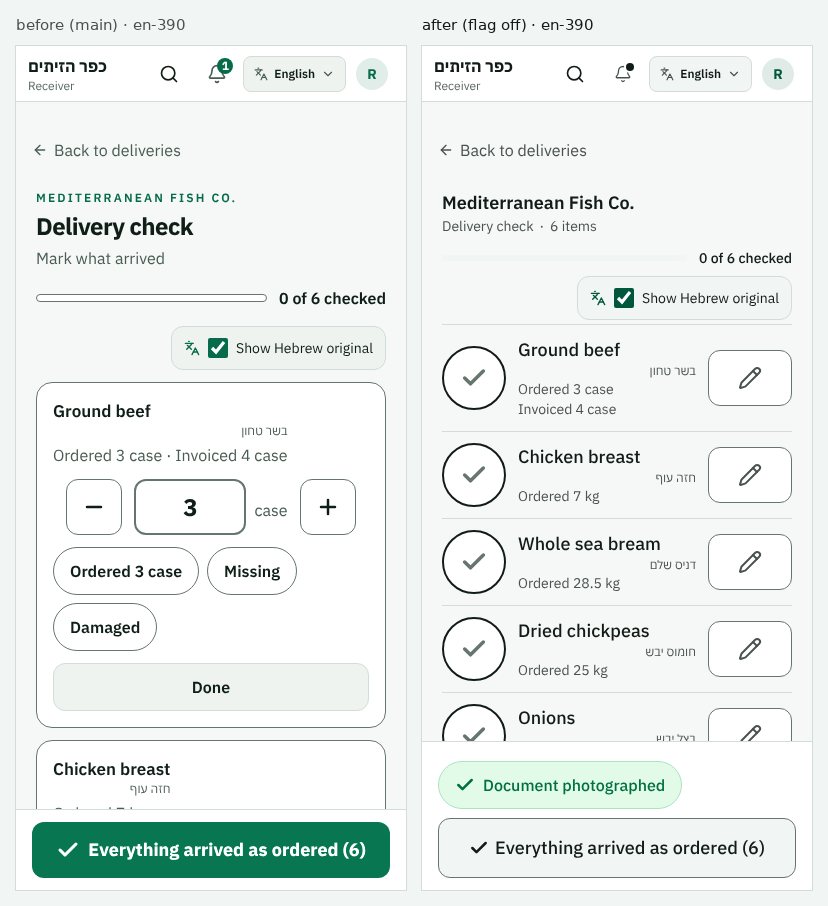 before (main) · en-390
כפר הזיתים
Receiver
1
English
R
Back to deliveries
MEDITERRANEAN FISH CO.
Delivery check
Mark what arrived
0 of 6 checked
Show Hebrew original
Ground beef
בשר טחון
Ordered 3 case · Invoiced 4 case
3 case
Ordered 3 case
Missing
Damaged
Done
Chicken breast
חזה עוף
Everything arrived as ordered (6)
after (flag off) · en-390
כפר הזיתים
Receiver
English
R
Back to deliveries
Mediterranean Fish Co.
Delivery check · 6 items
0 of 6 checked
Show Hebrew original
Ground beef
בשר טחון
Ordered 3 case
Invoiced 4 case
Chicken breast
חזה עוף
Ordered 7 kg
Whole sea bream
דניס שלם
Ordered 28.5 kg
Dried chickpeas
חומוס יבש
Ordered 25 kg
Onions
בצל יבש
Document photographed
Everything arrived as ordered (6)